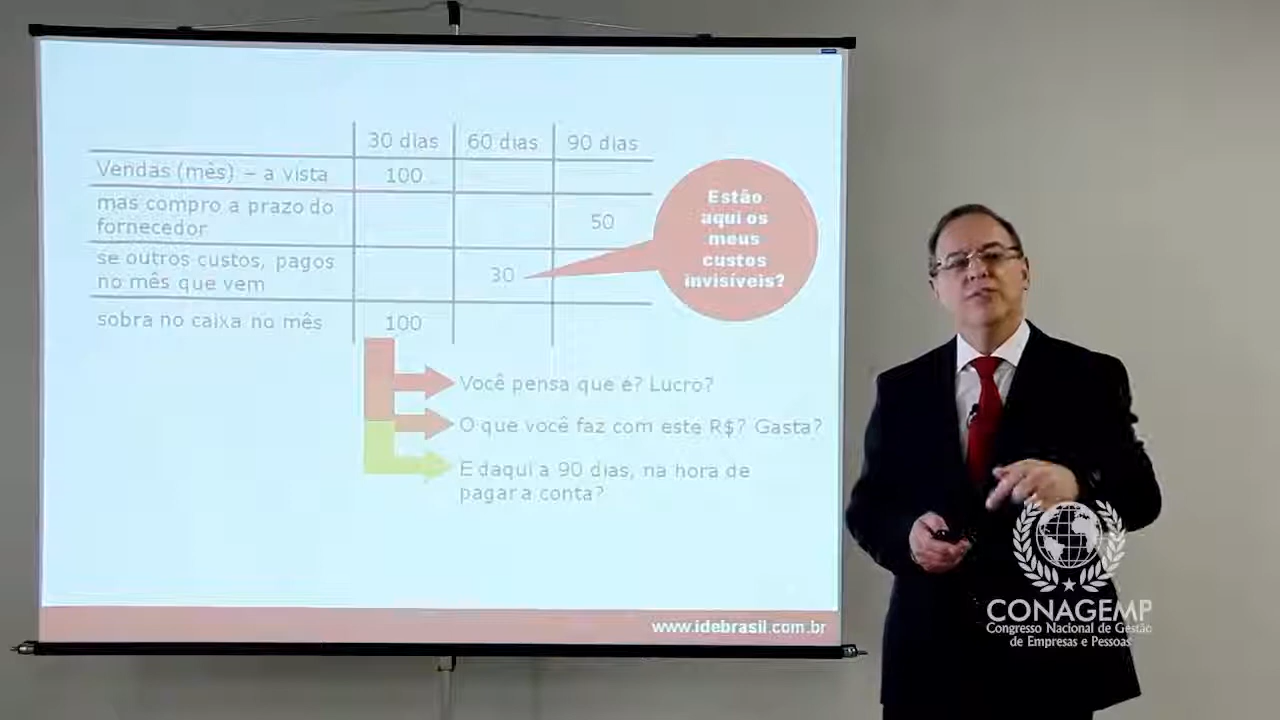 30 dias 60 dias 90 dias
Vendas (mês) – a vista 100
mas compro a prazo do
fornecedor 50
se outros custos, pagos
no mês que vem 30
sobra no caixa no mês 100
Estão
aqui os
meus
custos
invisíveis?
Você pensa que é? Lucro?
O que você faz com este R$? Gasta?
E daqui a 90 dias, na hora de
pagar a conta?
www.idebrasil.com.br
CONAGEMP
Congresso Nacional de Gestão
de Empresas e Pessoas